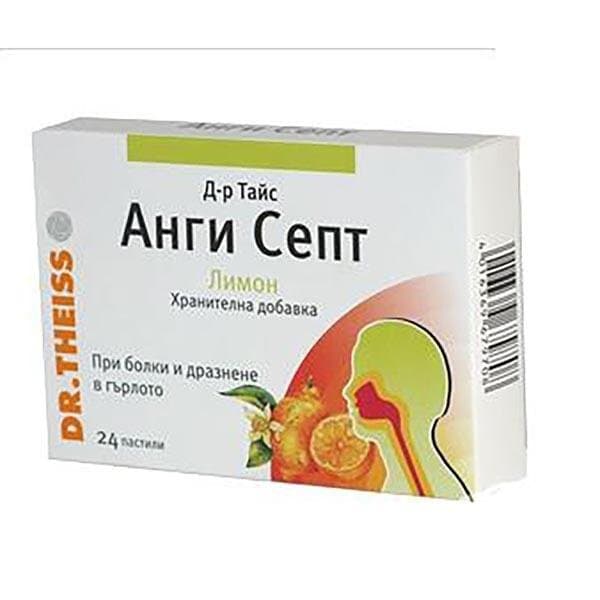 Анги Септ
Д-р Тайс
Анги Септ
Лимон
Хранителна добавка
При болки и дразнене
в гърлото
24 пастили
DR.THEISS